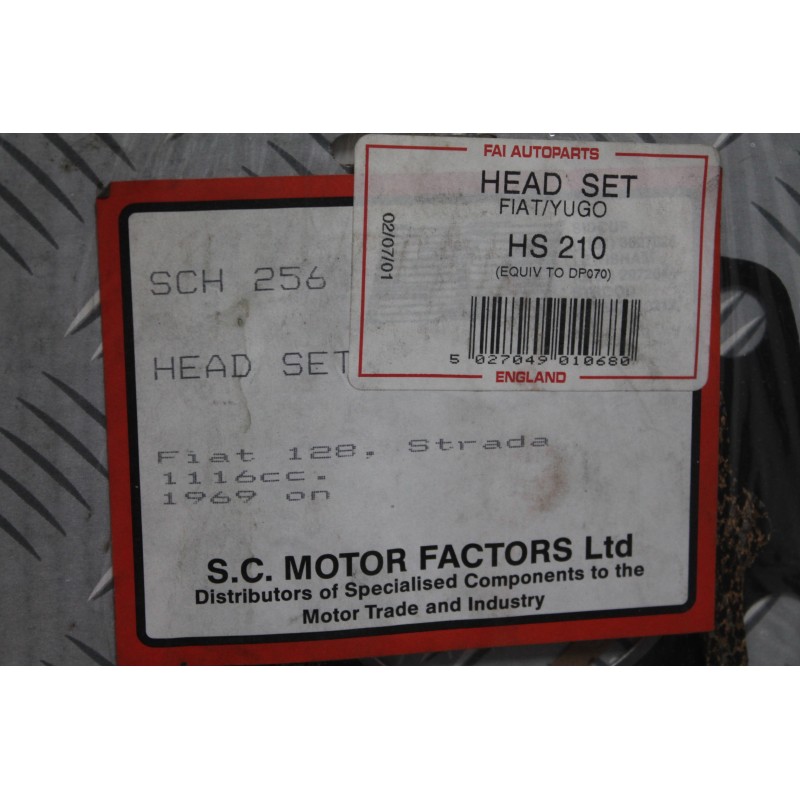 FAI AUTOPARTS
HEAD SET
FIAT/YUGO
HS 210
(EQUIV TO DP070)
02/07/01
5 027049 010680
ENGLAND
SCH 256
HEAD SET
Fiat 128, Strada
1116cc.
1969 on
S.C. MOTOR FACTORS Ltd
Distributors of Specialised Components to the
Motor Trade and Industry